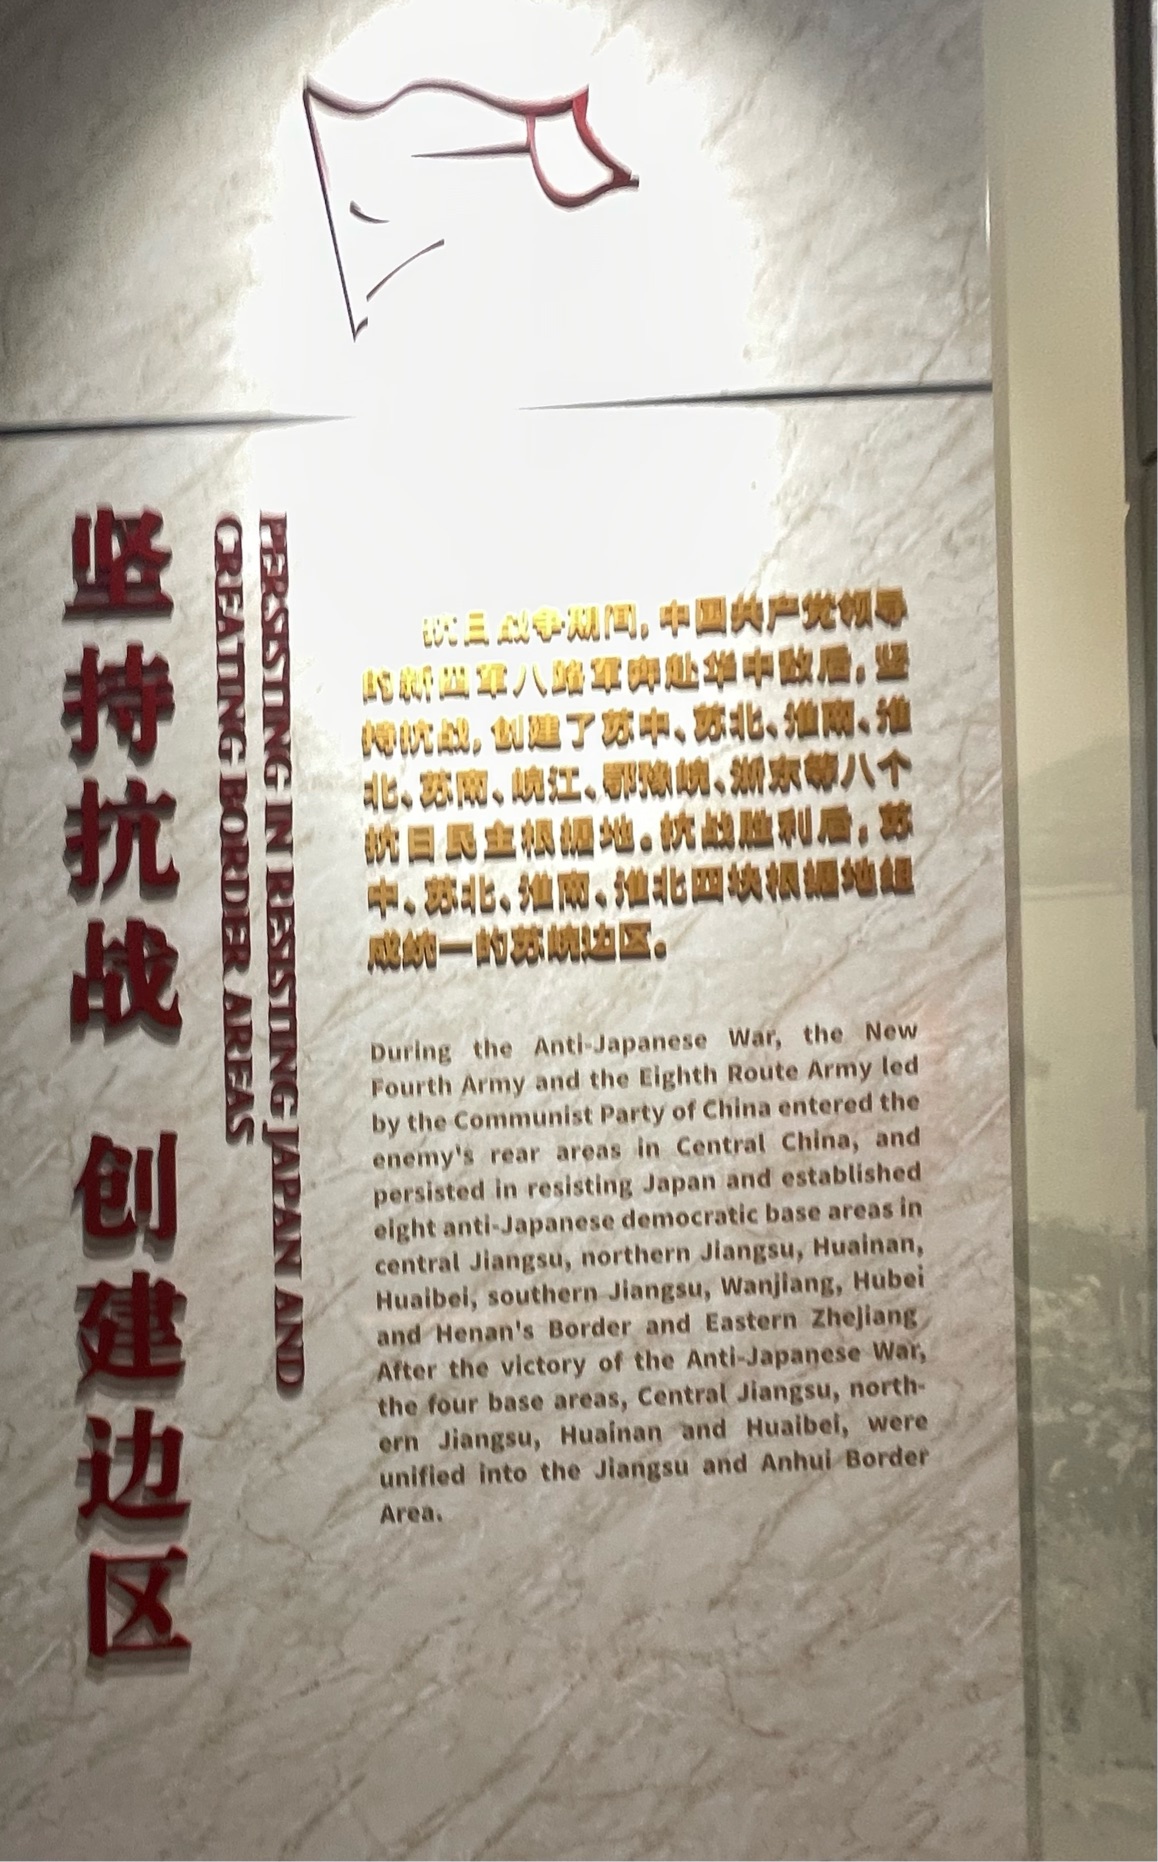 坚持抗战 创建边区
PERSISTING IN RESISTING JAPAN AND
CREATING BORDER AREAS
抗日战争期间,中国共产党领导
的新四军八路军奔赴华中敌后,坚
持抗战,创建了苏中、苏北、淮南、淮
北、苏南、皖江、鄂豫皖、浙东等八个
抗日民主根据地。抗战胜利后,苏
中、苏北、淮南、淮北四块根据地组
成统一的苏皖边区。
During the Anti-Japanese War, the New
Fourth Army and the Eighth Route Army led
by the Communist Party of China entered the
enemy's rear areas in Central China, and
persisted in resisting Japan and established
eight anti-Japanese democratic base areas in
central Jiangsu, northern Jiangsu, Huainan,
Huaibei, southern Jiangsu, Wanjiang, Hubei
and Henan's Border and Eastern Zhejiang
After the victory of the Anti-Japanese War,
the four base areas, Central Jiangsu, north-
ern Jiangsu, Huainan and Huaibei, were
unified into the Jiangsu and Anhui Border
Area.